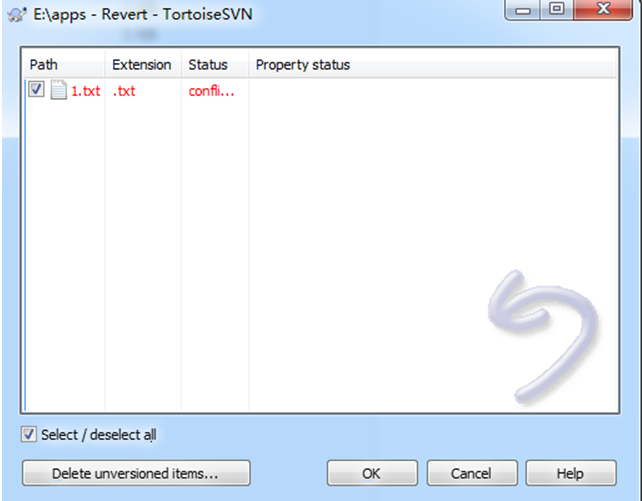 E:\apps - Revert - TortoiseSVN
Path Extension Status Property status
1.txt .txt confli...
Select / deselect all
Delete unversioned items... OK Cancel Help